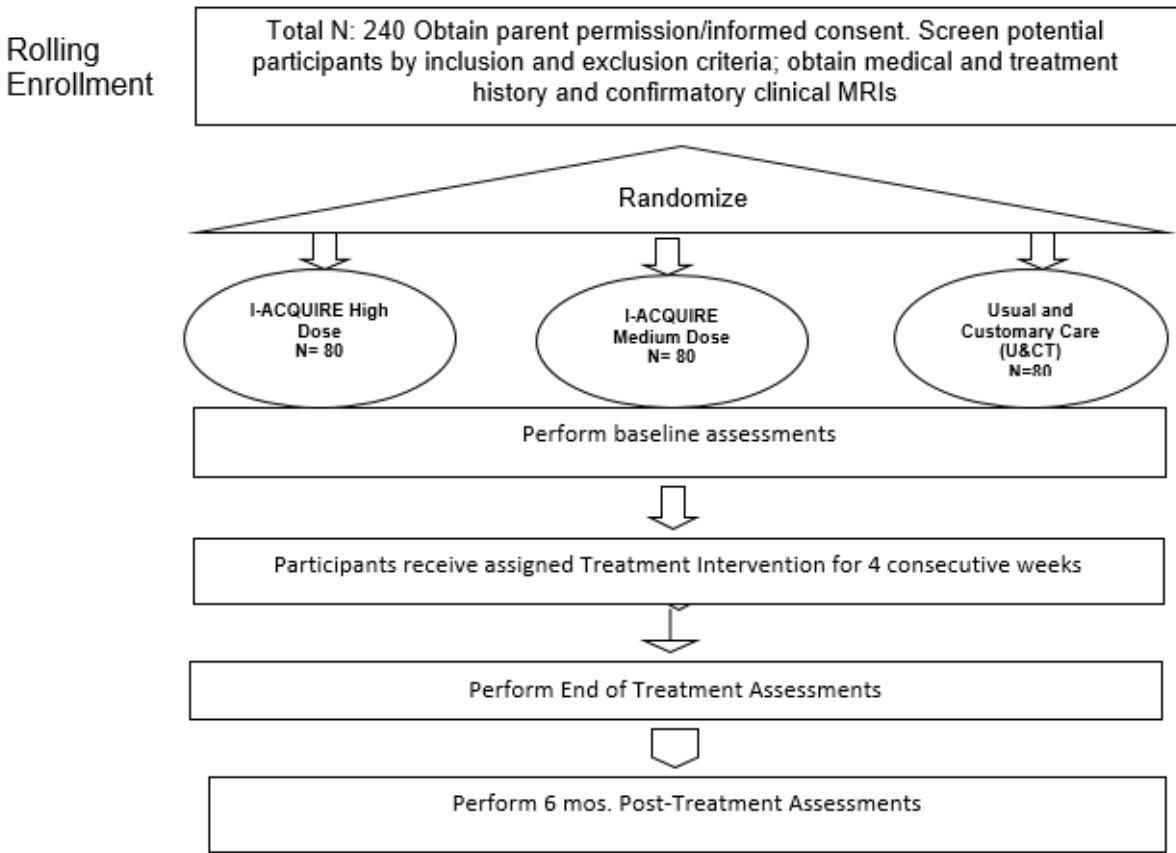 Rolling
Enrollment
Total N: 240 Obtain parent permission/informed consent. Screen potential
participants by inclusion and exclusion criteria; obtain medical and treatment
history and confirmatory clinical MRIs
Randomize
I-ACQUIRE High
Dose
N= 80
I-ACQUIRE
Medium Dose
N= 80
Usual and
Customary Care
(U&CT)
N=80
Perform baseline assessments
Participants receive assigned Treatment Intervention for 4 consecutive weeks
Perform End of Treatment Assessments
Perform 6 mos. Post-Treatment Assessments